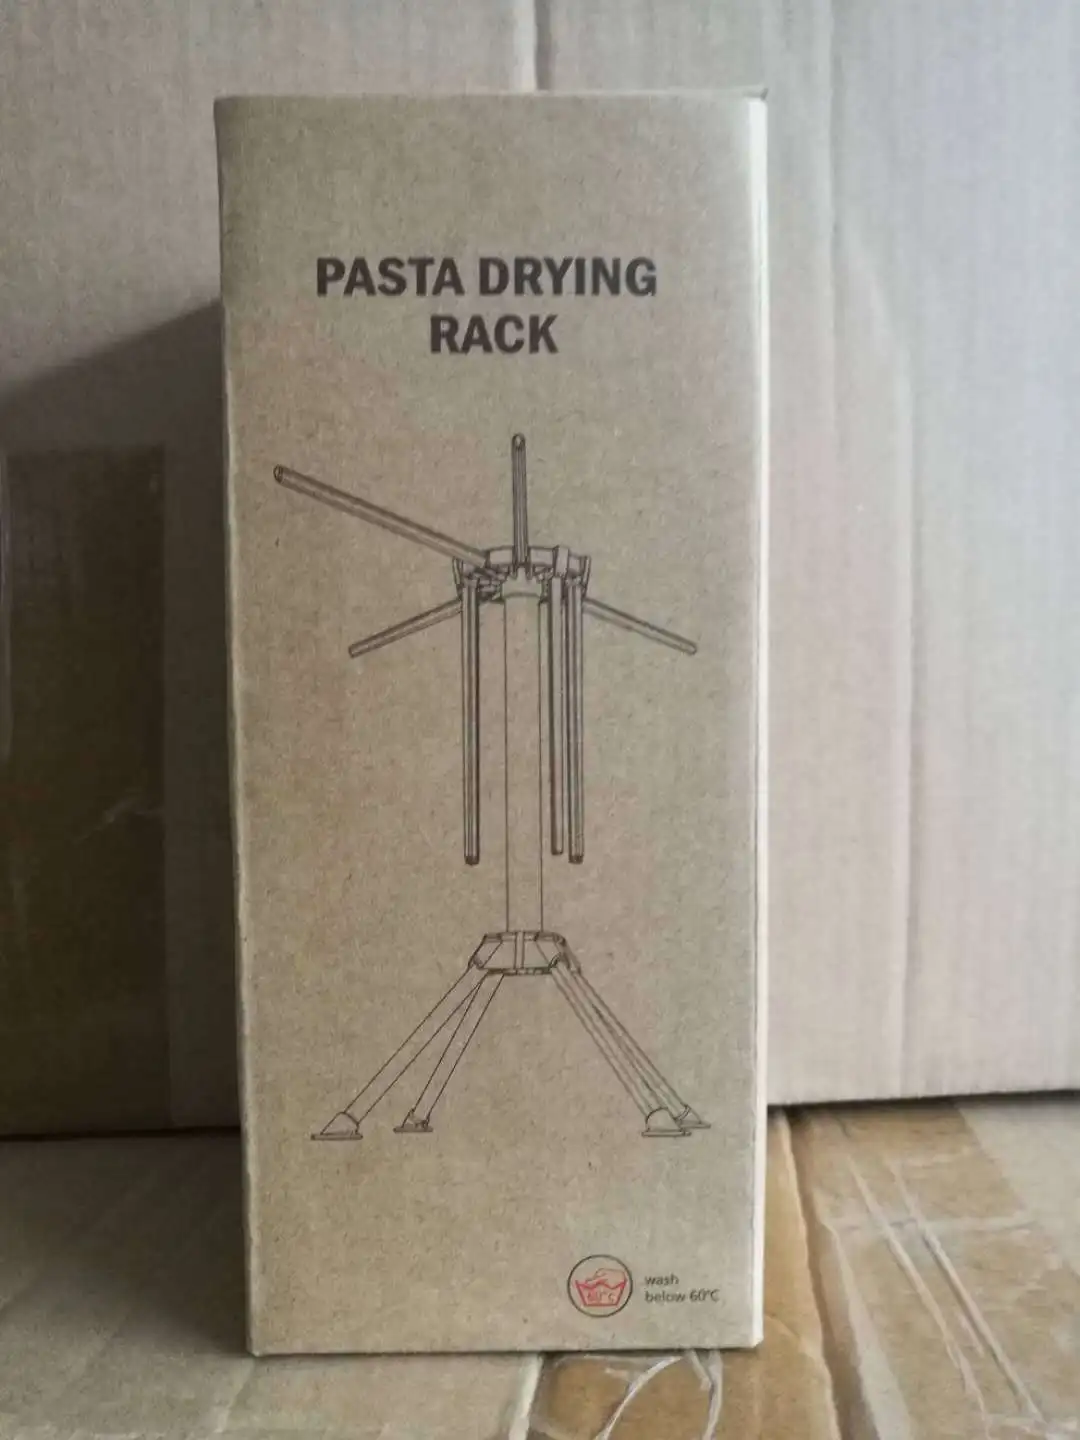 PASTA DRYING
RACK
60°C
wash
below 60°C